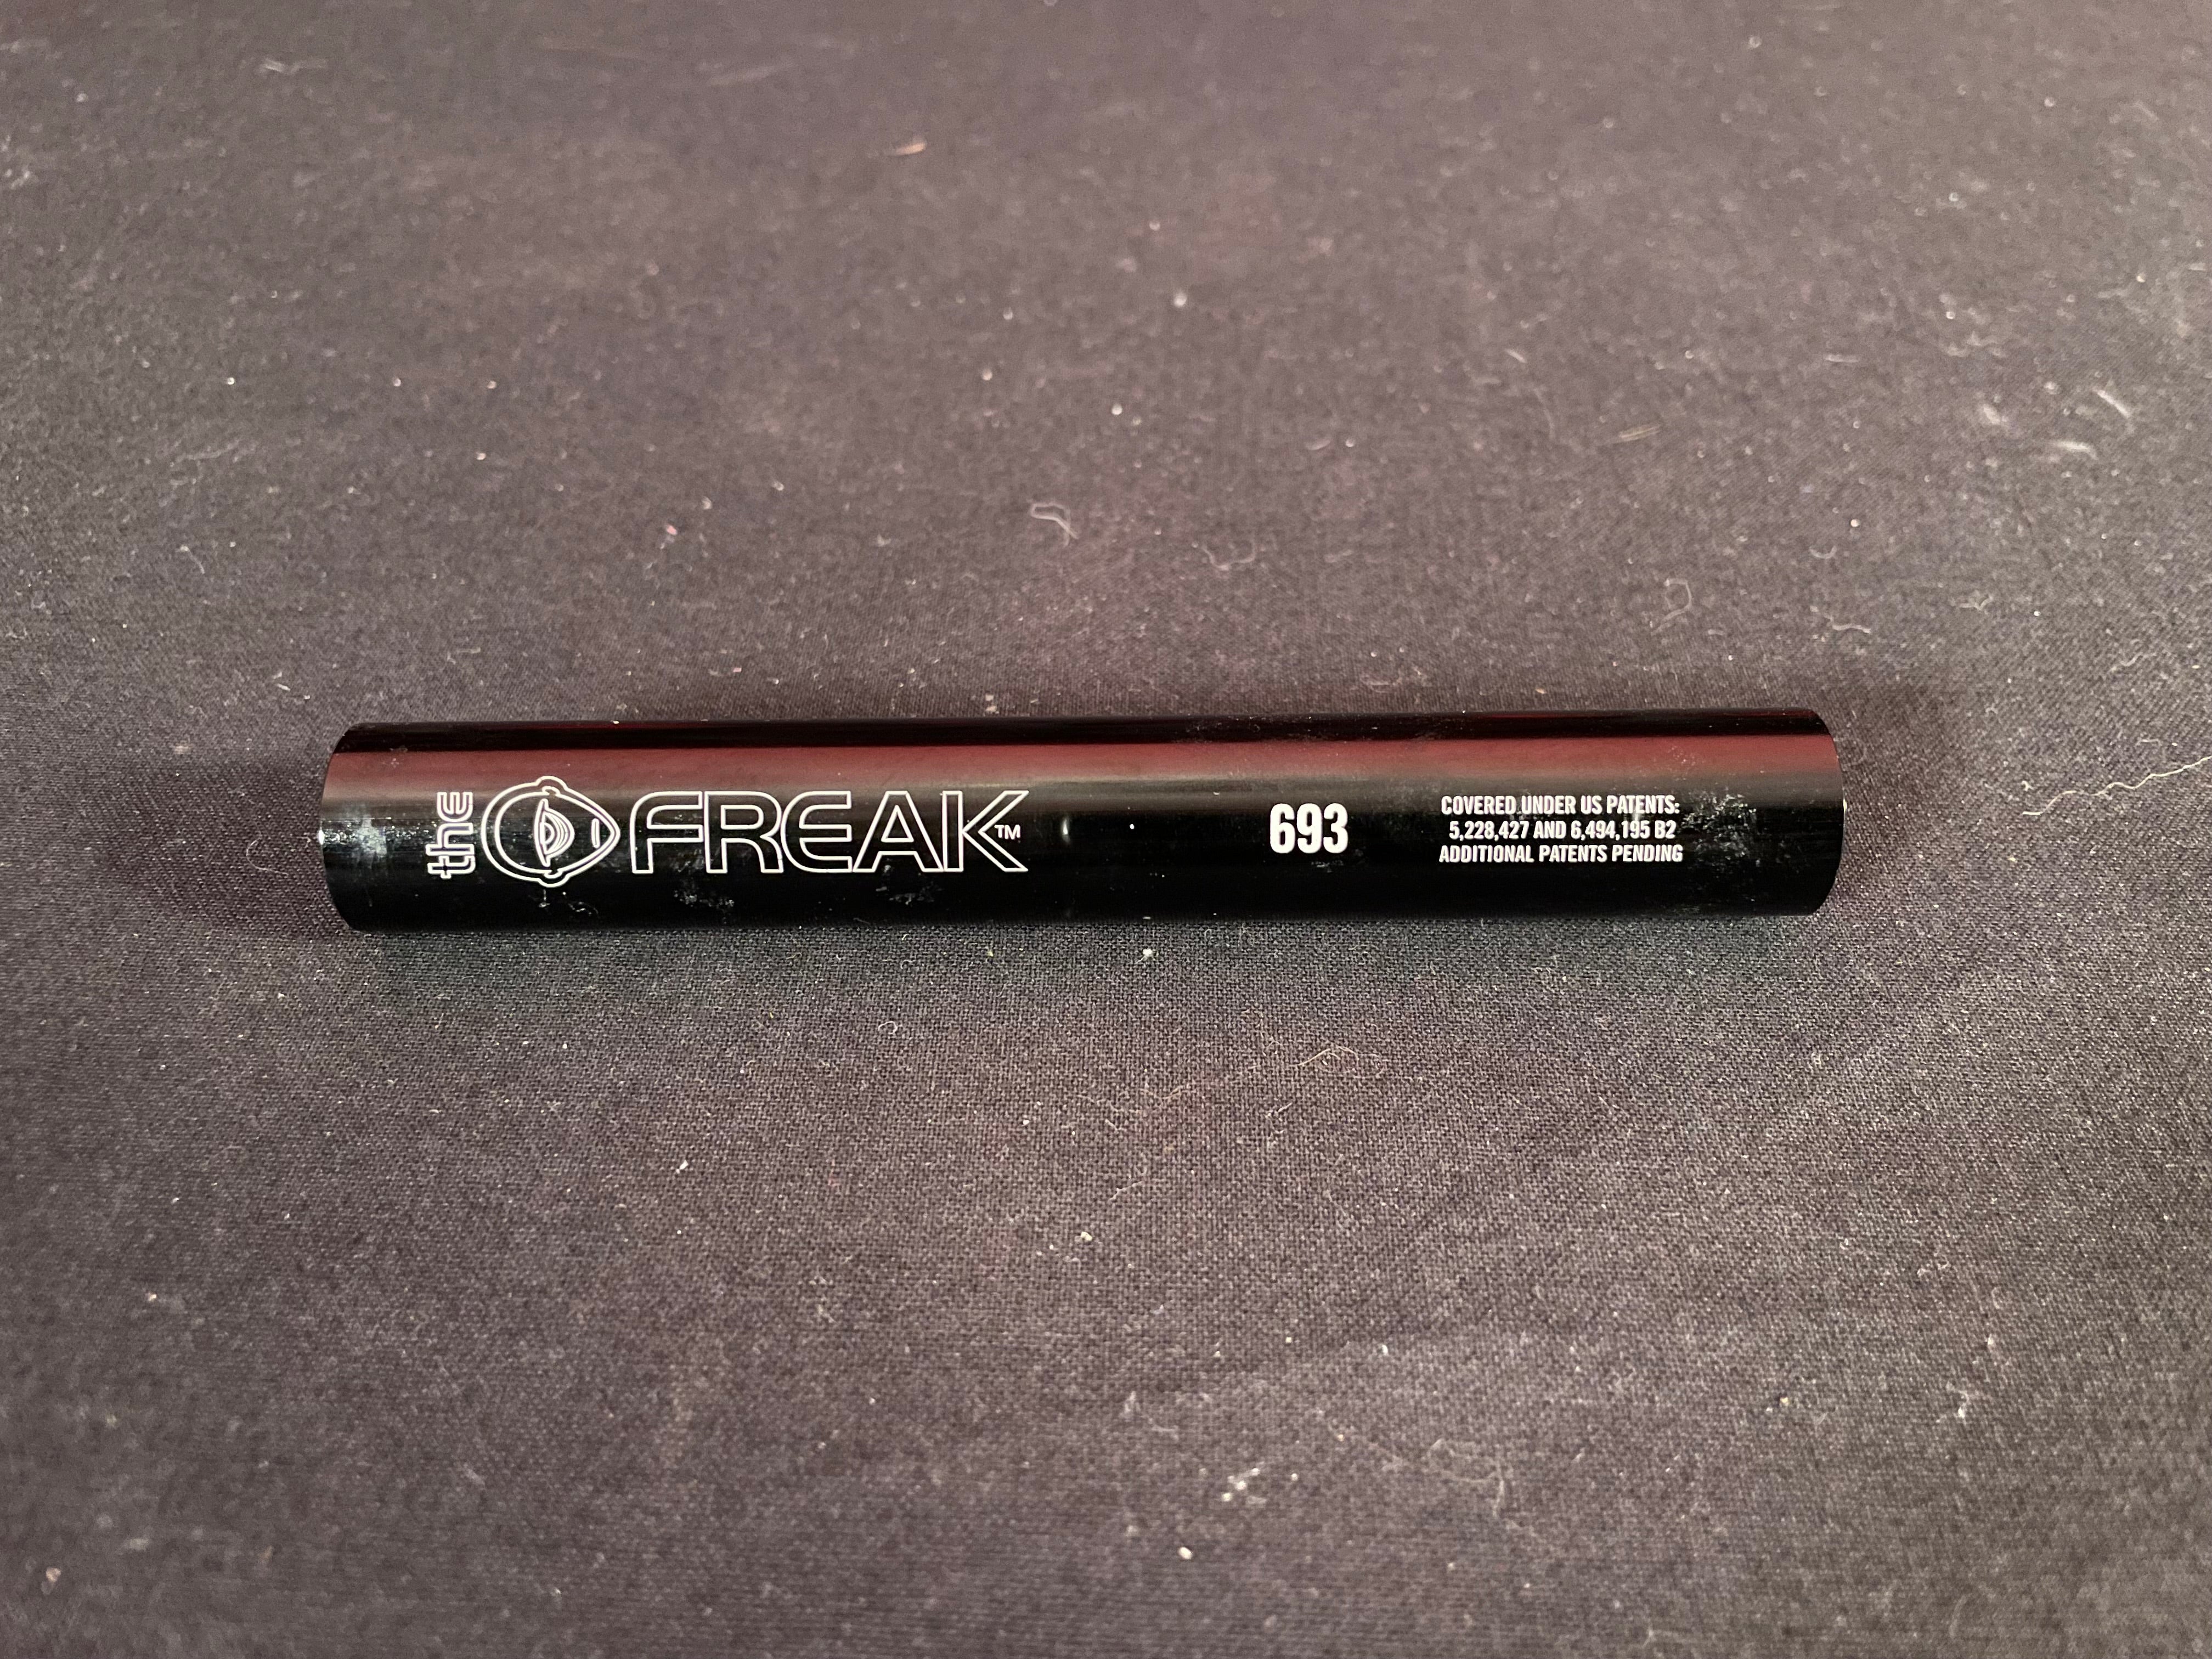 the FREAK™
693
COVERED UNDER US PATENTS:
5,228,427 AND 6,494,195 B2
ADDITIONAL PATENTS PENDING